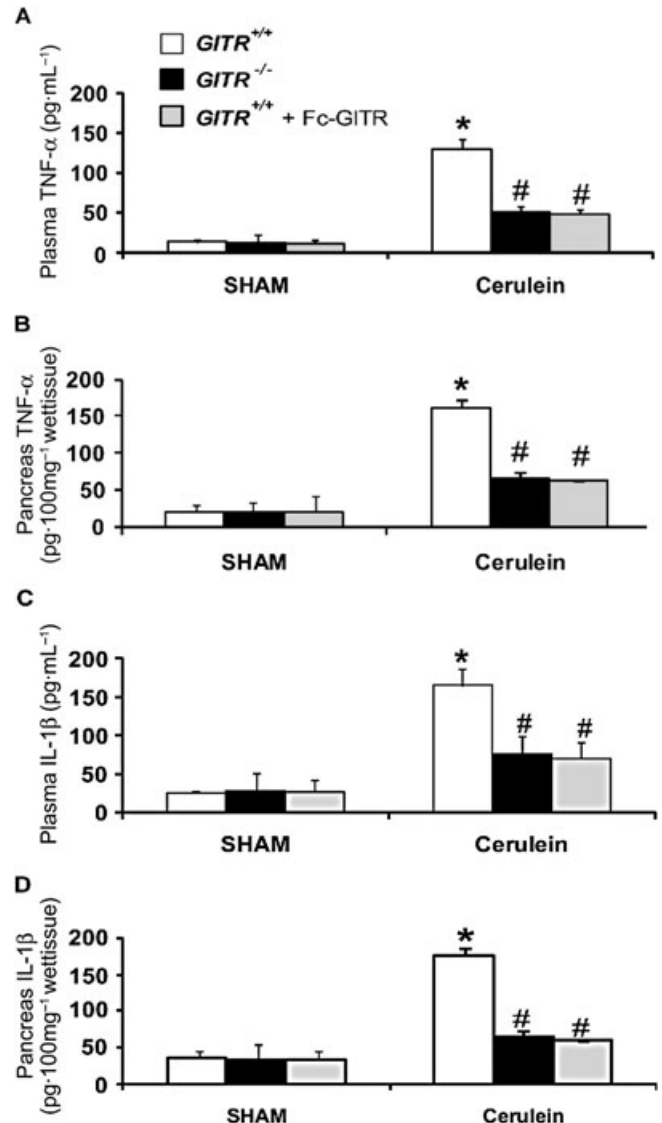 A
GITR+/+
GITR-/-
GITR+/+ + Fc-GITR
Plasma TNF-α (pg·mL−1)
200
150
100
50
0
*
#
#
SHAM
Cerulein
B
Pancreas TNF-α
(pg·100mg−1 wettissue)
200
150
100
50
0
*
#
#
SHAM
Cerulein
C
Plasma IL-1β (pg·mL−1)
200
150
100
50
0
*
#
#
SHAM
Cerulein
D
Pancreas IL-1β
(pg·100mg−1 wettissue)
200
150
100
50
0
*
#
#
SHAM
Cerulein